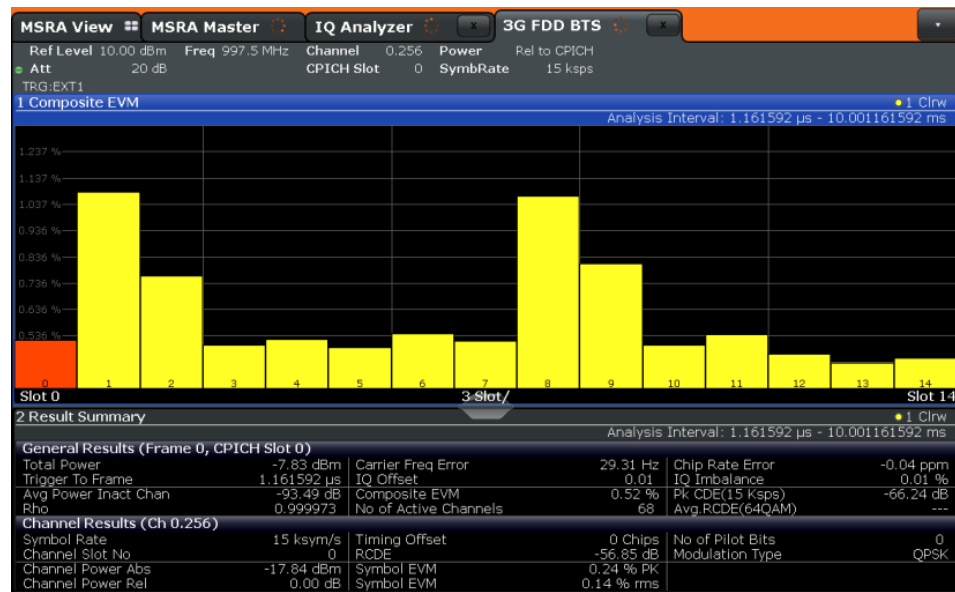 MSRA View MSRA Master IQ Analyzer x 3G FDD BTS x
Ref Level 10.00 dBm Freq 997.5 MHz Channel 0.256 Power Rel to CPICH
Att 20 dB CPICH Slot 0 SymbRate 15 ksps
TRG:EXT1
1 Composite EVM 1 Clrw
Analysis Interval: 1.161592 µs - 10.001161592 ms
1.237 %
1.137 %
1.037 %
0.936 %
0.836 %
0.736 %
0.636 %
0.536 %
0 1 2 3 4 5 6 7 8 9 10 11 12 13 14
Slot 0 3 Slot/ Slot 14
2 Result Summary 1 Clrw
Analysis Interval: 1.161592 µs - 10.001161592 ms
General Results (Frame 0, CPICH Slot 0)
Total Power -7.83 dBm Carrier Freq Error 29.31 Hz Chip Rate Error -0.04 ppm
Trigger To Frame 1.161592 µs IQ Offset 0.01 IQ Imbalance 0.01 %
Avg Power Inact Chan -93.49 dB Composite EVM 0.52 % Pk CDE(15 Ksps) -66.24 dB
Rho 0.999973 No of Active Channels 68 Avg.RCDE(64QAM) ---
Channel Results (Ch 0.256)
Symbol Rate 15 ksym/s Timing Offset 0 Chips No of Pilot Bits 0
Channel Slot No 0 RCDE -56.85 dB Modulation Type QPSK
Channel Power Abs -17.84 dBm Symbol EVM 0.24 % PK
Channel Power Rel 0.00 dB Symbol EVM 0.14 % rms